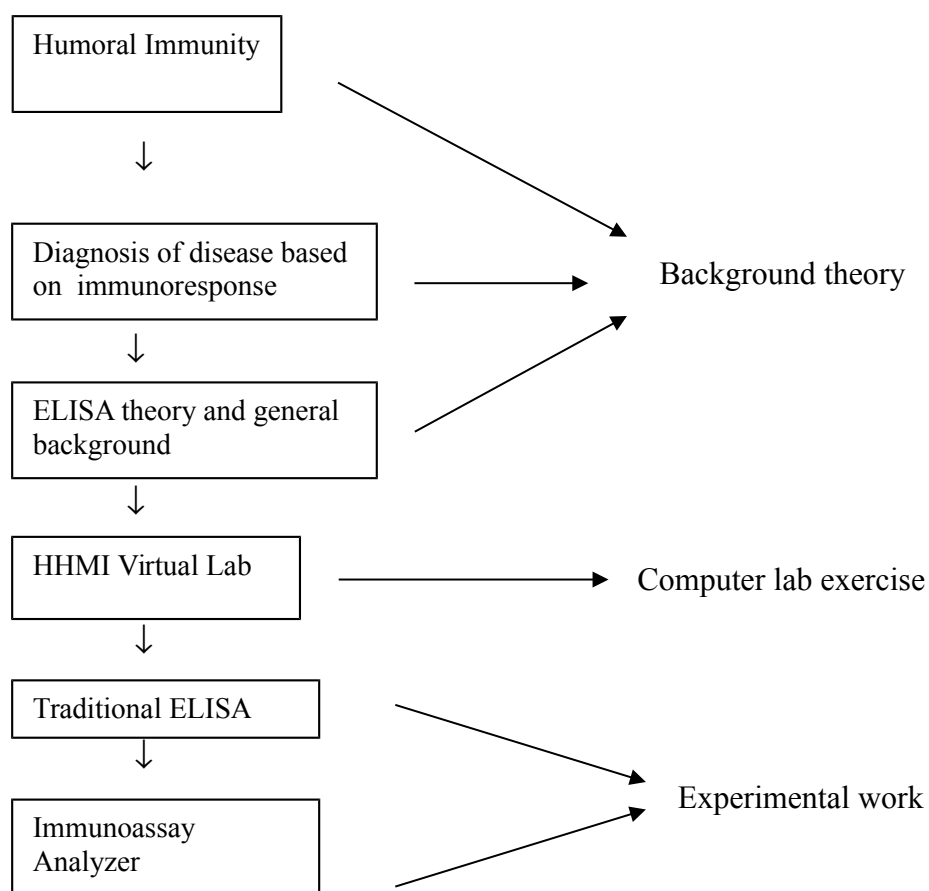 Humoral Immunity
↓
Diagnosis of disease based
on immunoresponse
Background theory
↓
ELISA theory and general
background
↓
HHMI Virtual Lab
Computer lab exercise
↓
Traditional ELISA
↓
Experimental work
Immunoassay
Analyzer